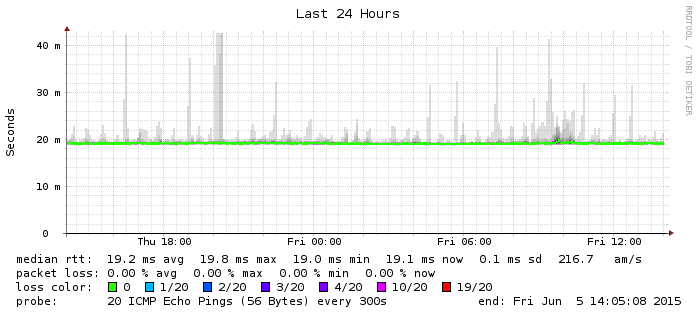 Last 24 Hours
RRDTOOL / TOBI OETIKER
Seconds
40 m
30 m
20 m
10 m
0
Thu 18:00 Fri 00:00 Fri 06:00 Fri 12:00
median rtt: 19.2 ms avg 19.8 ms max 19.0 ms min 19.1 ms now 0.1 ms sd 216.7 am/s
packet loss: 0.00 % avg 0.00 % max 0.00 % min 0.00 % now
loss color: 0 1/20 2/20 3/20 4/20 10/20 19/20
probe: 20 ICMP Echo Pings (56 Bytes) every 300s end: Fri Jun 5 14:05:08 2015